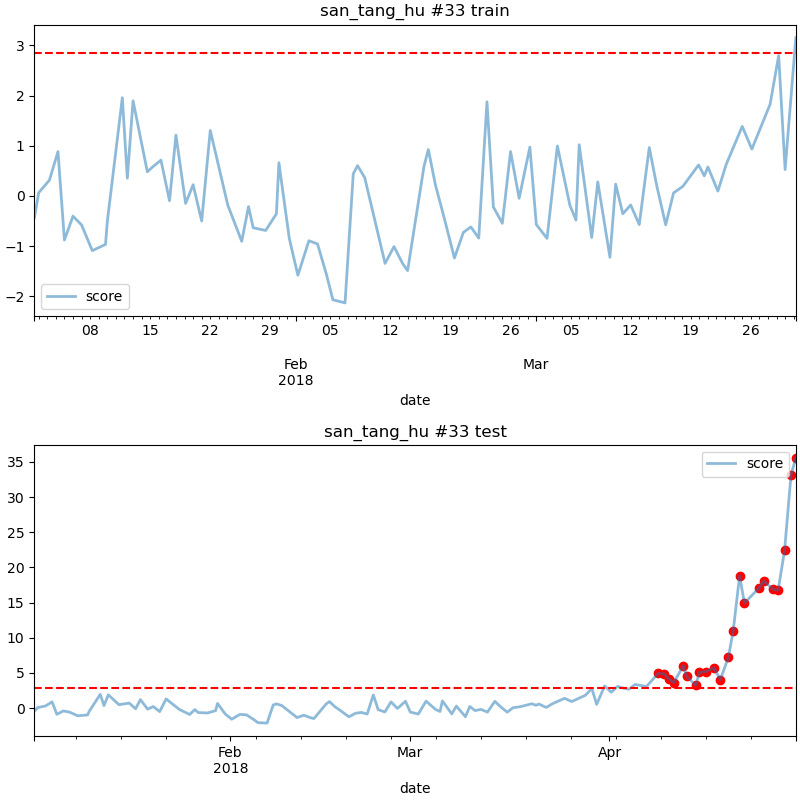 san_tang_hu #33 train
3
2
1
0
−1
−2
score
08 15 22 29 05 12 19 26 05 12 19 26
Feb Mar
2018
date
san_tang_hu #33 test
35
30
25
20
15
10
5
0
score
Feb Mar Apr
2018
date